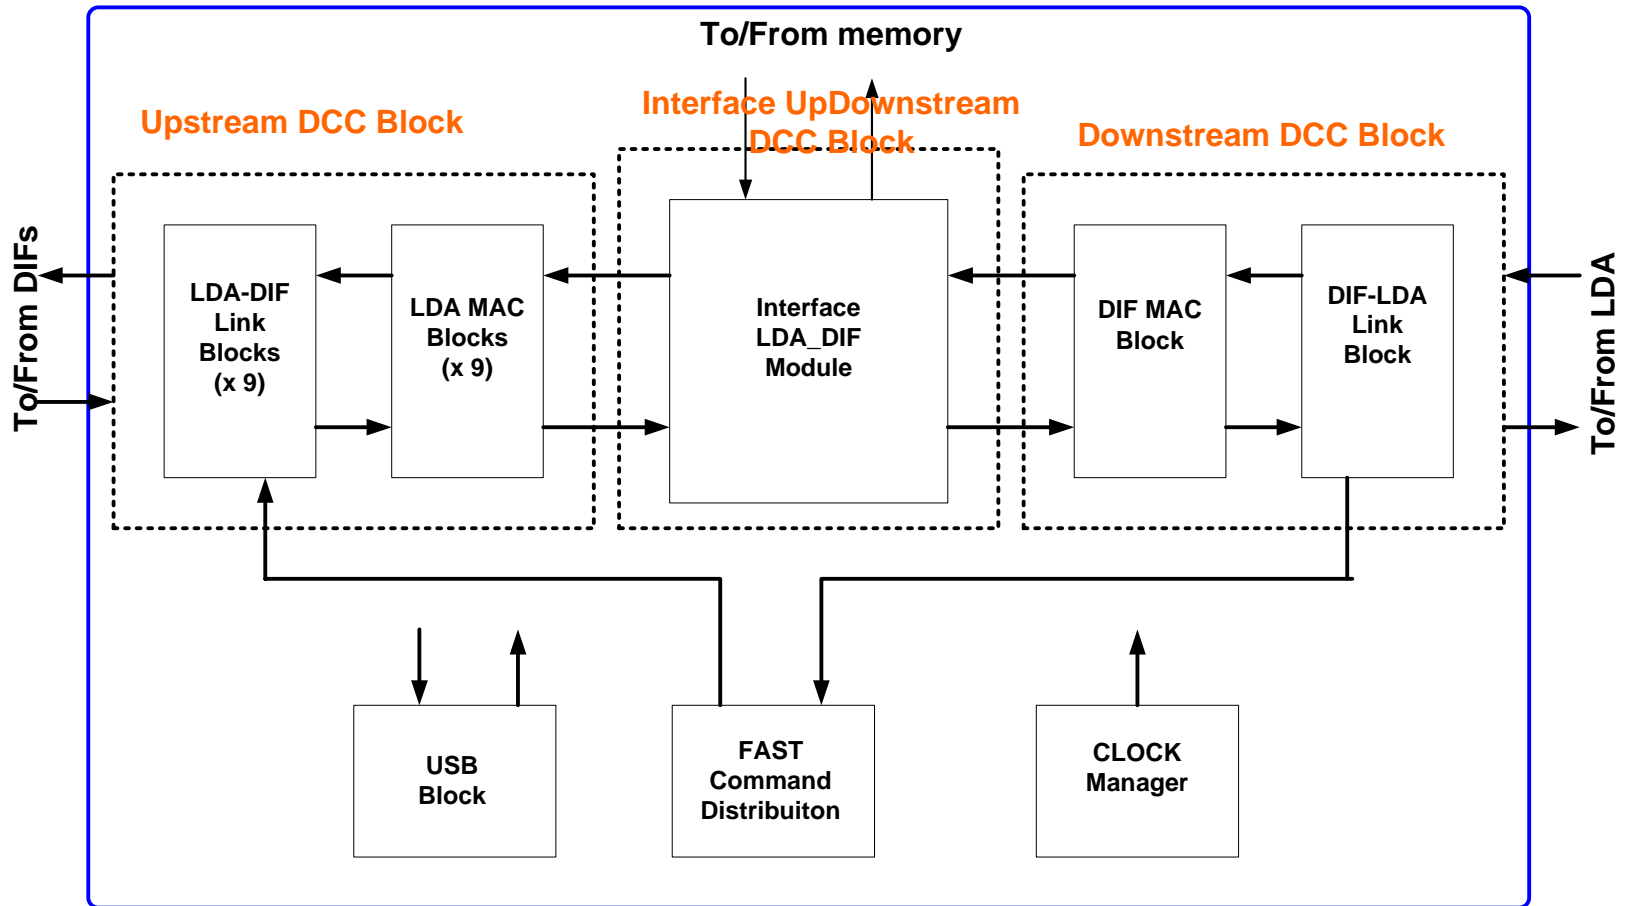 To/From memory
Upstream DCC Block
Interface UpDownstream
DCC Block
Downstream DCC Block
To/From DIFs
LDA-DIF
Link
Blocks
(x 9)
LDA MAC
Blocks
(x 9)
Interface
LDA_DIF
Module
DIF MAC
Block
DIF-LDA
Link
Block
To/From LDA
USB
Block
FAST
Command
Distribuiton
CLOCK
Manager